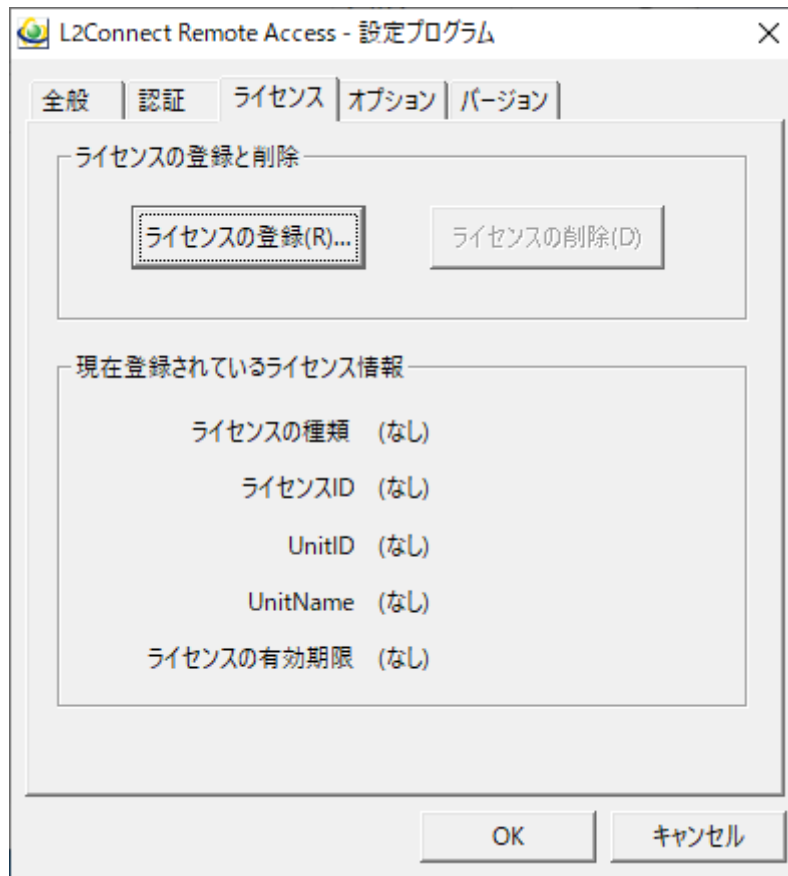 L2Connect Remote Access - 設定プログラム
全般 認証 ライセンス オプション バージョン
ライセンスの登録と削除
ライセンスの登録(R)... ライセンスの削除(D)
現在登録されているライセンス情報
ライセンスの種類 (なし)
ライセンスID (なし)
UnitID (なし)
UnitName (なし)
ライセンスの有効期限 (なし)
OK キャンセル